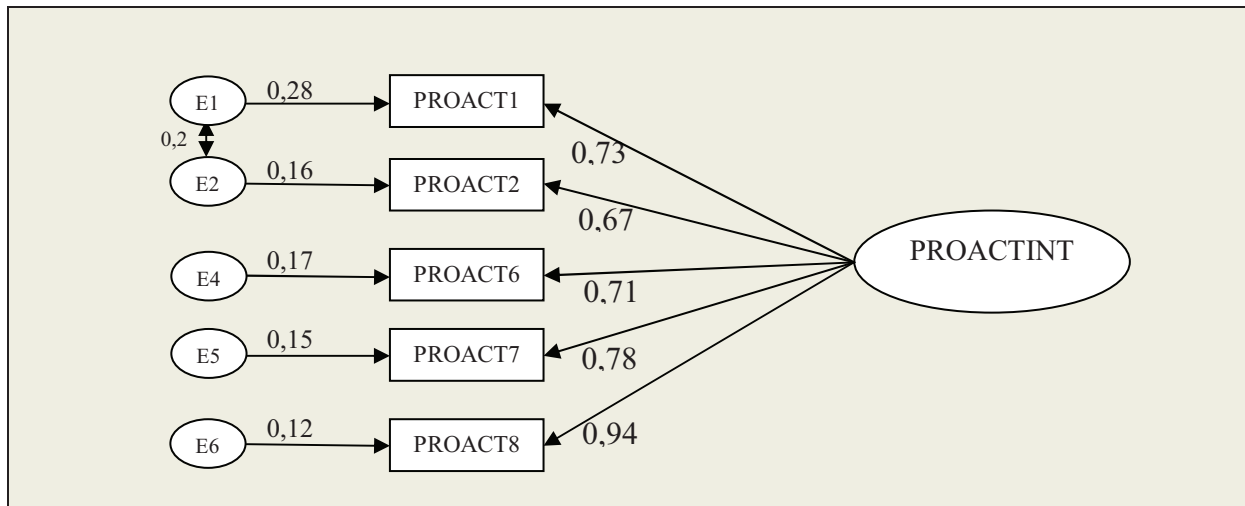 E1
0,28
PROACT1
0,2
0,73
E2
0,16
PROACT2
0,67
PROACTINT
E4
0,17
PROACT6
0,71
E5
0,15
PROACT7
0,78
E6
0,12
PROACT8
0,94